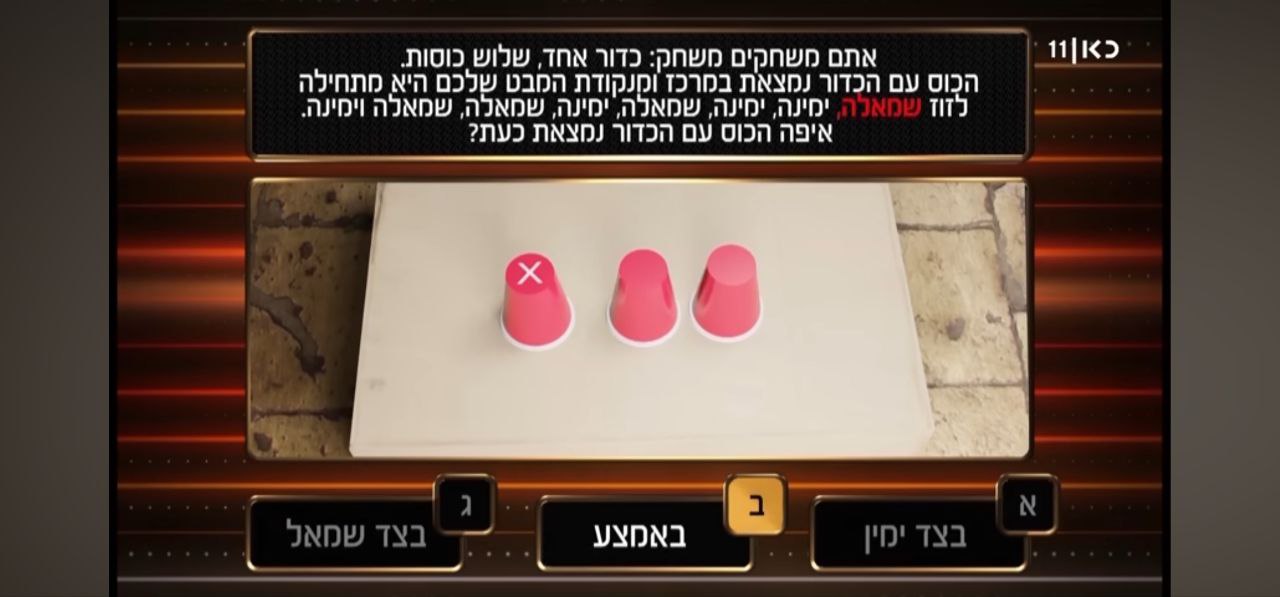 כאן|11
אתם משחקים משחק: כדור אחד, שלוש כוסות.
הכוס עם הכדור נמצאת במרכז ומנקודת המבט שלכם היא מתחילה
לזוז שמאלה, ימינה, ימינה, שמאלה, ימינה, שמאלה, שמאלה וימינה.
איפה הכוס עם הכדור נמצאת כעת?
א
בצד ימין
ב
באמצע
ג
בצד שמאל